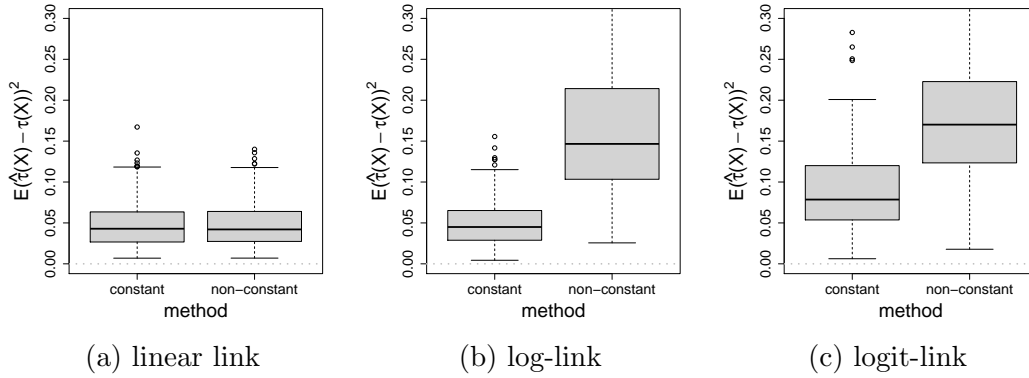 E(τ̂(X) − τ(X))²
0.00 0.05 0.10 0.15 0.20 0.25 0.30
constant non−constant
method
(a) linear link
E(τ̂(X) − τ(X))²
0.00 0.05 0.10 0.15 0.20 0.25 0.30
constant non−constant
method
(b) log-link
E(τ̂(X) − τ(X))²
0.00 0.05 0.10 0.15 0.20 0.25 0.30
constant non−constant
method
(c) logit-link